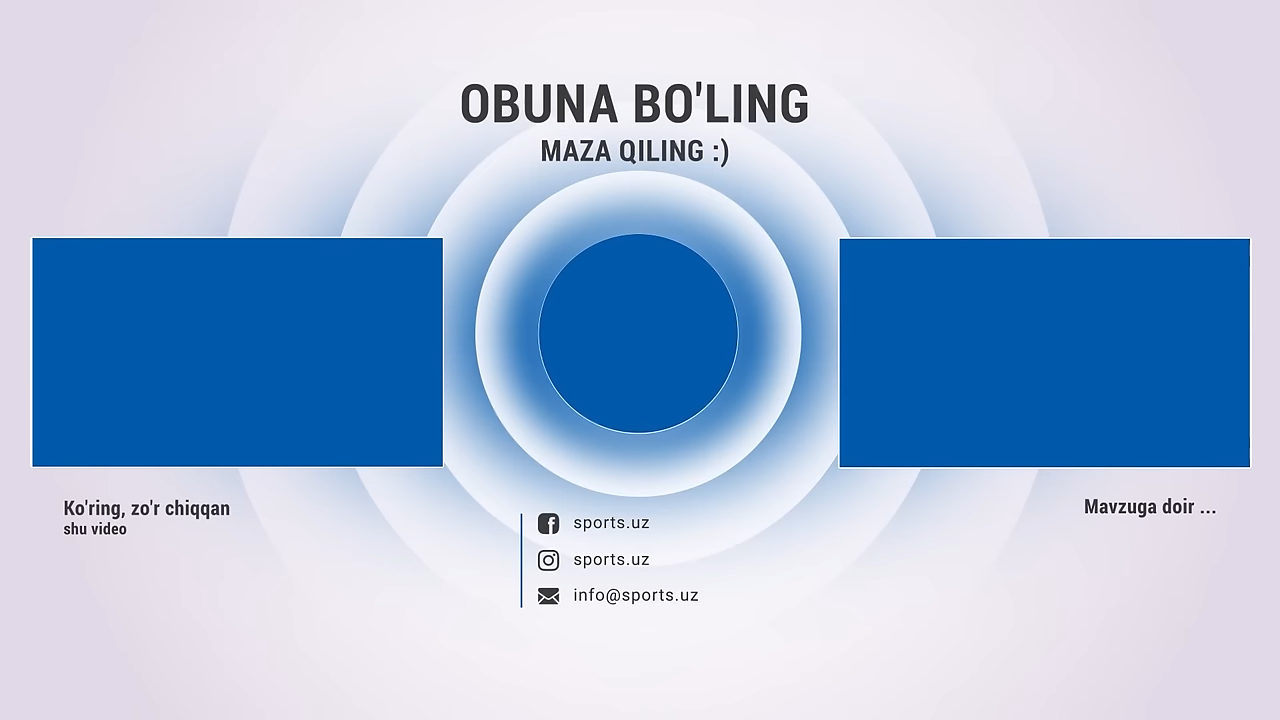 OBUNA BO'LING
MAZA QILING :)
Ko'ring, zo'r chiqqan
shu video
Mavzuga doir ...
sports.uz
sports.uz
info@sports.uz